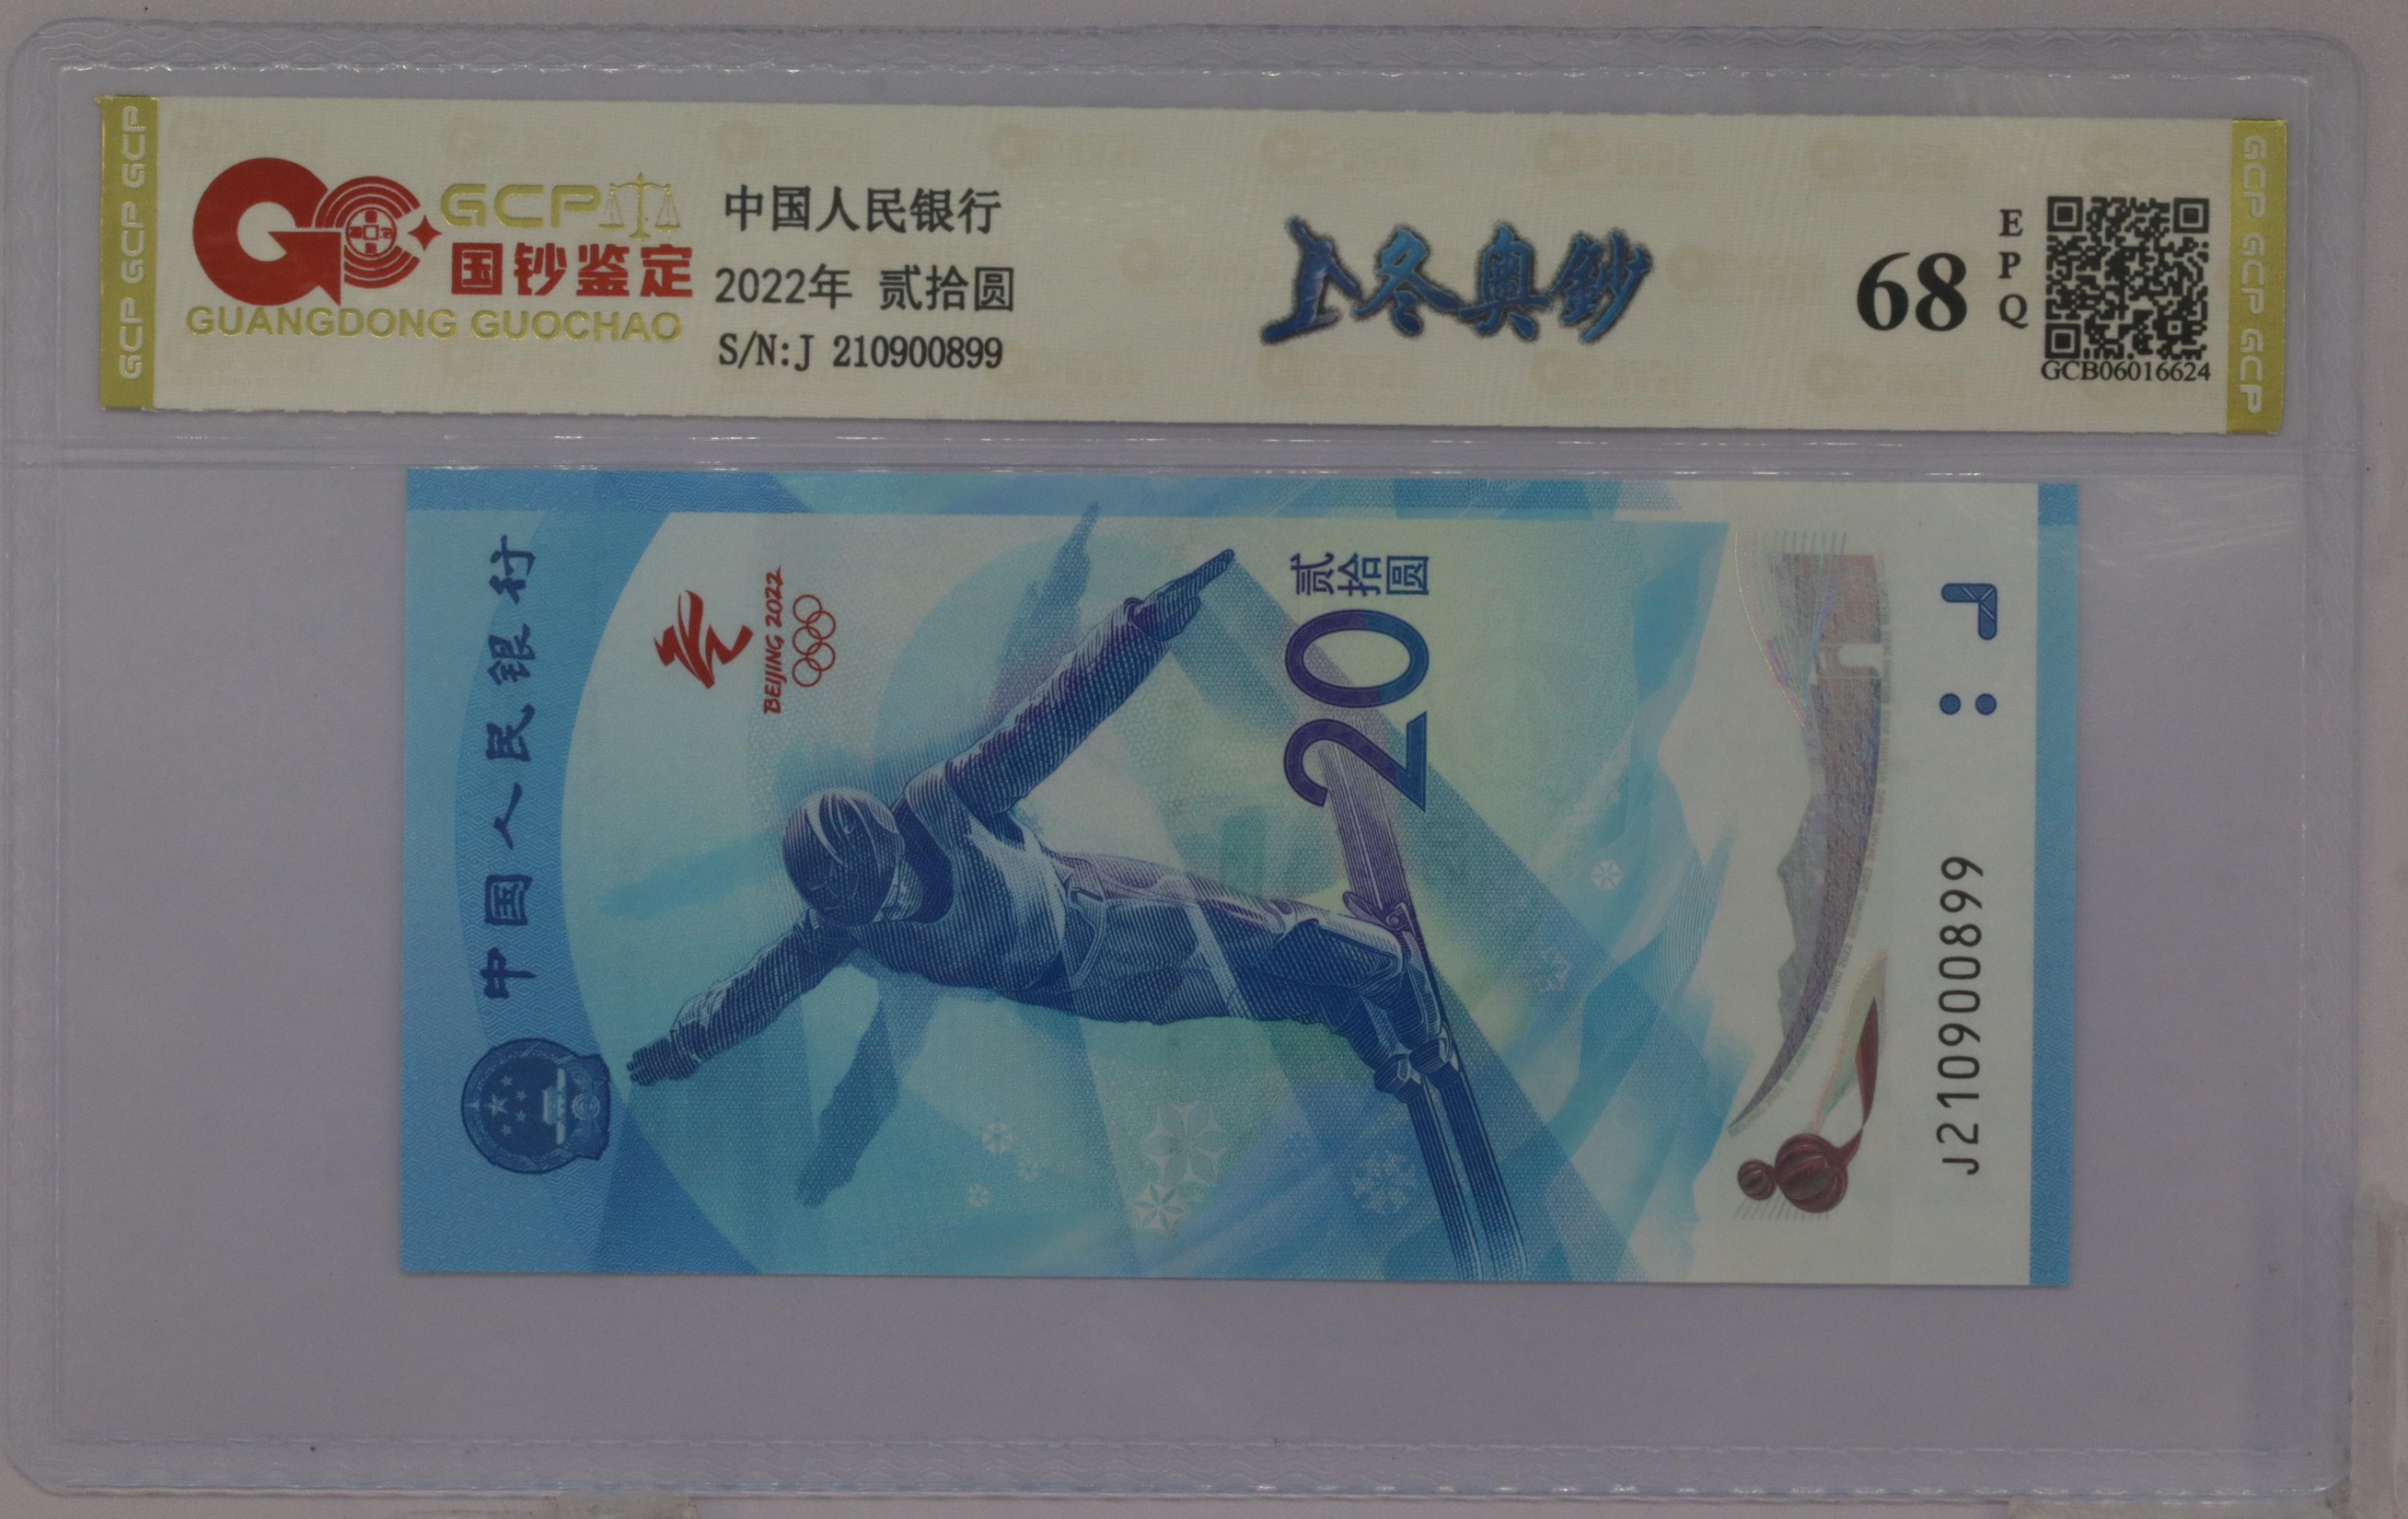 GCP GCP GCP
GCP
国钞鉴定
GUANGDONG GUOCHAO
中国人民银行
2022年 贰拾圆
S/N:J 210900899
冬奥鈔
68
EPQ
GCB06016624
GCP GCP GCP
中国人民银行
BEIJING 2022
20
贰拾圆
J210900899